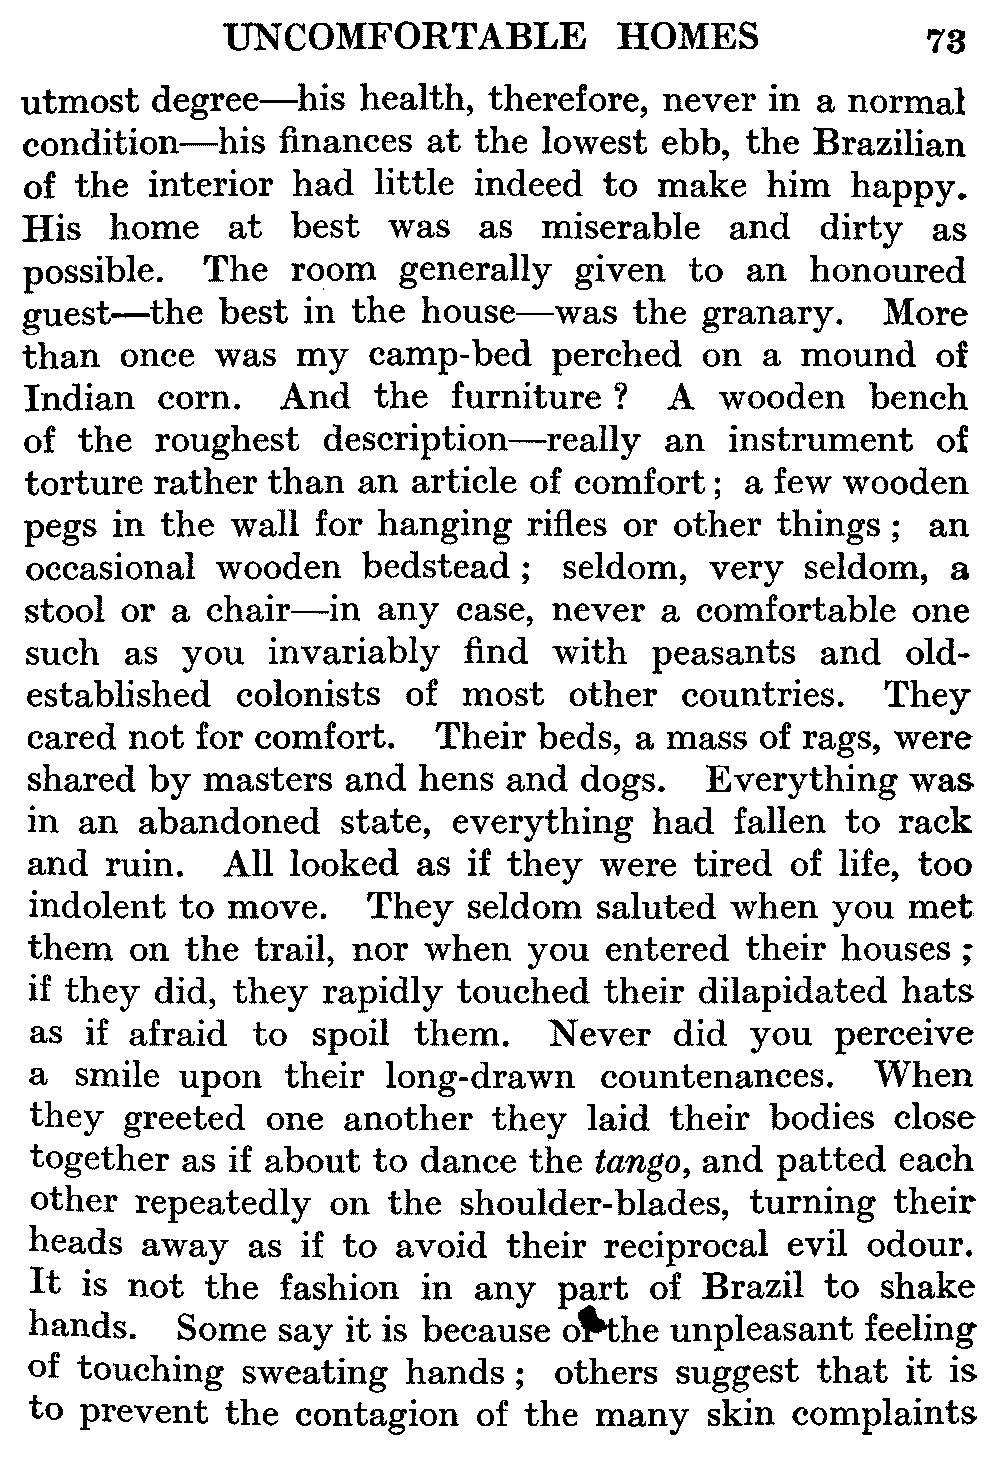 UNCOMFORTABLE HOMES 73
utmost degree—his health, therefore, never in a normal
condition—his finances at the lowest ebb, the Brazilian
of the interior had little indeed to make him happy.
His home at best was as miserable and dirty as
possible. The room generally given to an honoured
guest—the best in the house—was the granary. More
than once was my camp-bed perched on a mound of
Indian corn. And the furniture ? A wooden bench
of the roughest description—really an instrument of
torture rather than an article of comfort ; a few wooden
pegs in the wall for hanging rifles or other things ; an
occasional wooden bedstead ; seldom, very seldom, a
stool or a chair—in any case, never a comfortable one
such as you invariably find with peasants and old-
established colonists of most other countries. They
cared not for comfort. Their beds, a mass of rags, were
shared by masters and hens and dogs. Everything was
in an abandoned state, everything had fallen to rack
and ruin. All looked as if they were tired of life, too
indolent to move. They seldom saluted when you met
them on the trail, nor when you entered their houses ;
if they did, they rapidly touched their dilapidated hats
as if afraid to spoil them. Never did you perceive
a smile upon their long-drawn countenances. When
they greeted one another they laid their bodies close
together as if about to dance the tango, and patted each
other repeatedly on the shoulder-blades, turning their
heads away as if to avoid their reciprocal evil odour.
It is not the fashion in any part of Brazil to shake
hands. Some say it is because of the unpleasant feeling
of touching sweating hands ; others suggest that it is
to prevent the contagion of the many skin complaints